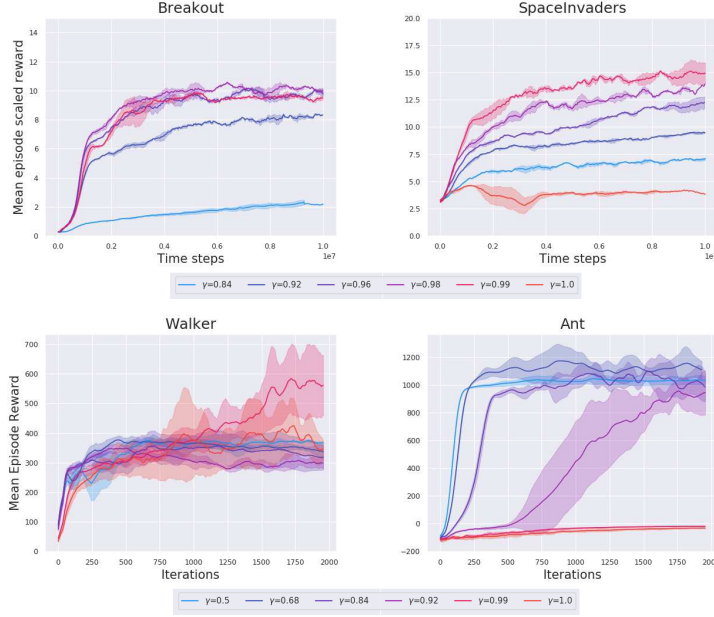 Breakout
SpaceInvaders
Mean episode scaled reward
14
12
10
8
6
4
2
0
0.0 0.2 0.4 0.6 0.8 1.0
1e7
Time steps
20.0
17.5
15.0
12.5
10.0
7.5
5.0
2.5
0.0
0.0 0.2 0.4 0.6 0.8 1.0
1e
Time steps
γ=0.84 γ=0.92 γ=0.96 γ=0.98 γ=0.99 γ=1.0
Walker
Ant
Mean Episode Reward
700
600
500
400
300
200
100
0
0 250 500 750 1000 1250 1500 1750 2000
Iterations
1200
1000
800
600
400
200
0
−200
0 250 500 750 1000 1250 1500 1750 200
Iterations
γ=0.5 γ=0.68 γ=0.84 γ=0.92 γ=0.99 γ=1.0